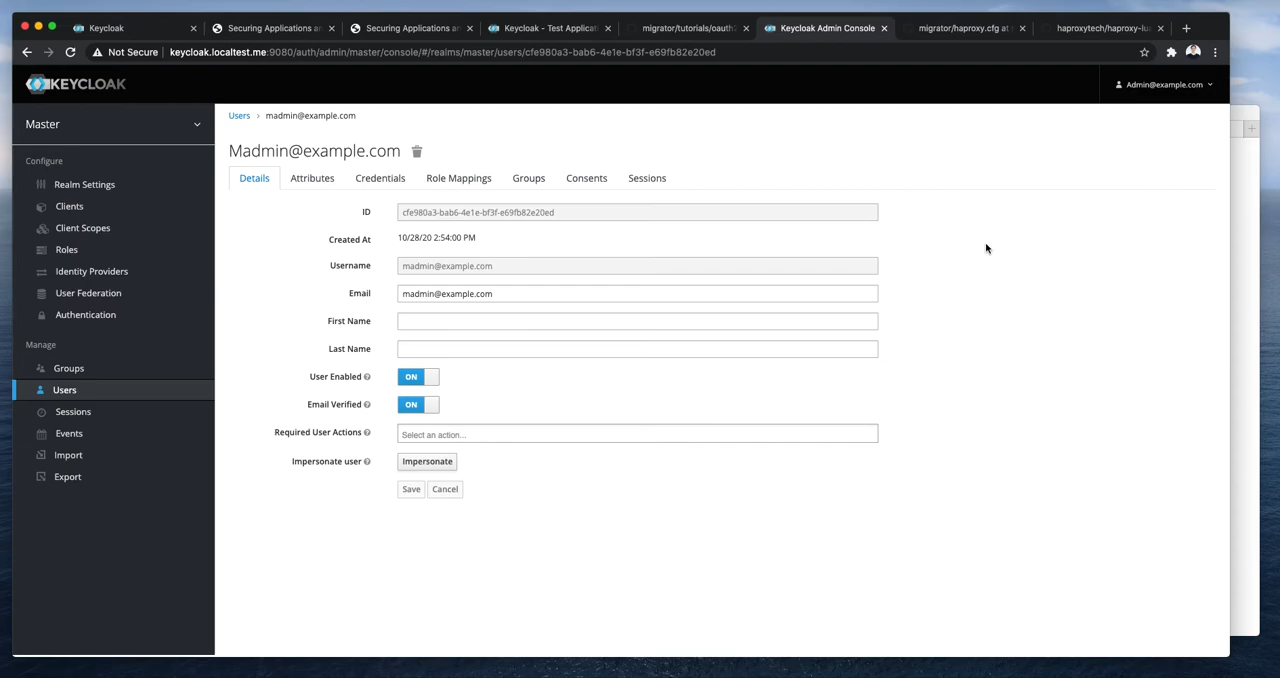 Keycloak
Securing Applications an
Securing Applications an
Keycloak - Test Applicati
migrator/tutorials/oauth
Keycloak Admin Console
migrator/haproxy.cfg at
haproxytech/haproxy-lu
Not Secure
keycloak.localtest.me:9080/auth/admin/master/console/#/realms/master/users/cfe980a3-bab6-4e1e-bf3f-e69fb82e20ed
KEYCLOAK
Admin@example.com
Master
Users > madmin@example.com
Configure
Realm Settings
Clients
Client Scopes
Roles
Identity Providers
User Federation
Authentication
Manage
Groups
Users
Sessions
Events
Import
Export
Madmin@example.com
Details Attributes Credentials Role Mappings Groups Consents Sessions
ID cfe980a3-bab6-4e1e-bf3f-e69fb82e20ed
Created At 10/28/20 2:54:00 PM
Username madmin@example.com
Email madmin@example.com
First Name
Last Name
User Enabled ON
Email Verified ON
Required User Actions Select an action...
Impersonate user Impersonate
Save Cancel